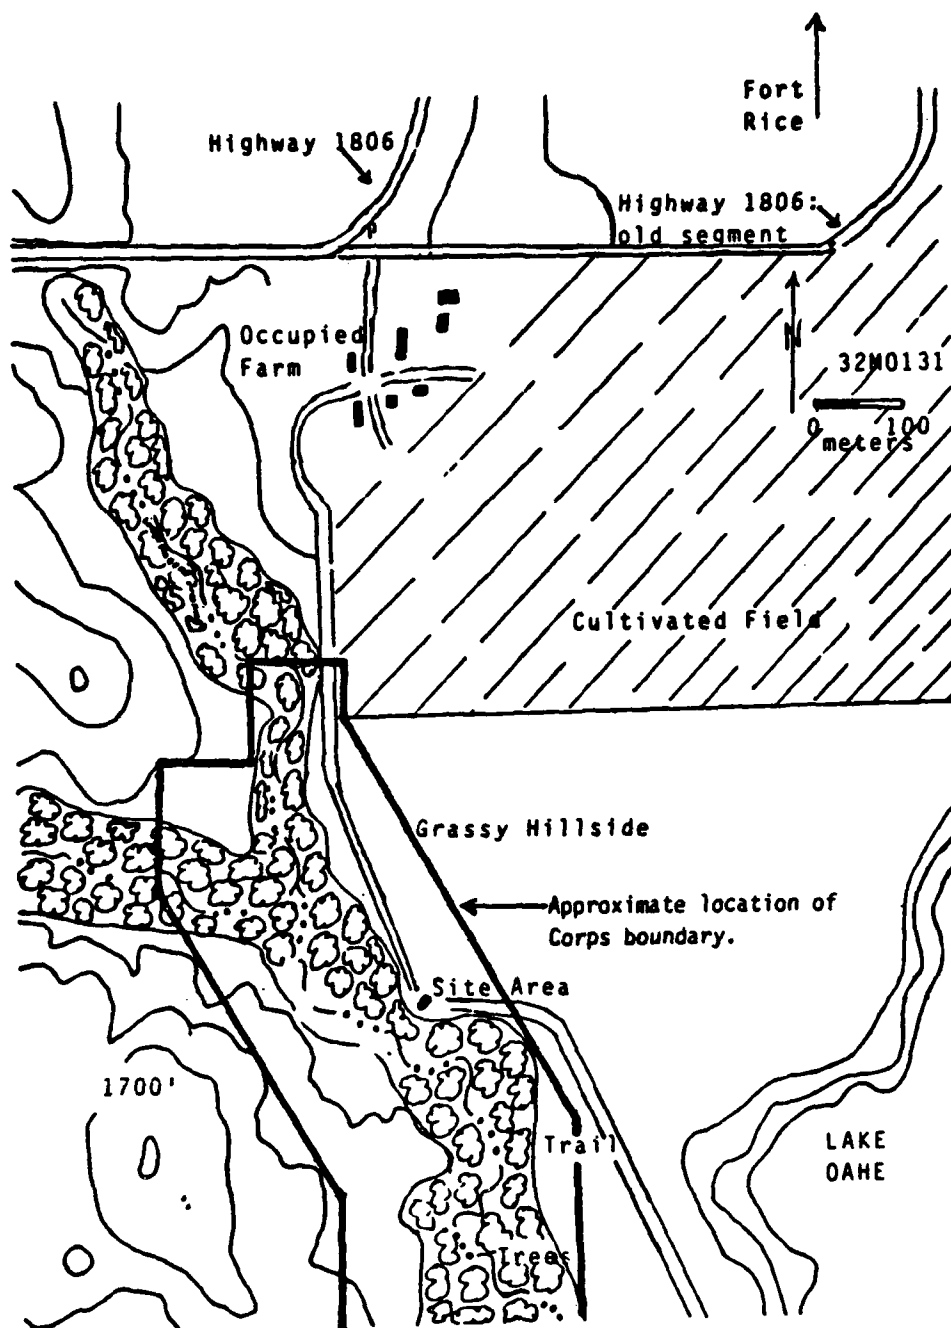 Fort
Rice
Highway 1806
Highway 1806:
old segment
P
N
Occupied
Farm
32MO131
0 100
meters
Cultivated Field
Grassy Hillside
Approximate location of
Corps boundary.
Site Area
1700'
Trail
LAKE
OAHE
Trees